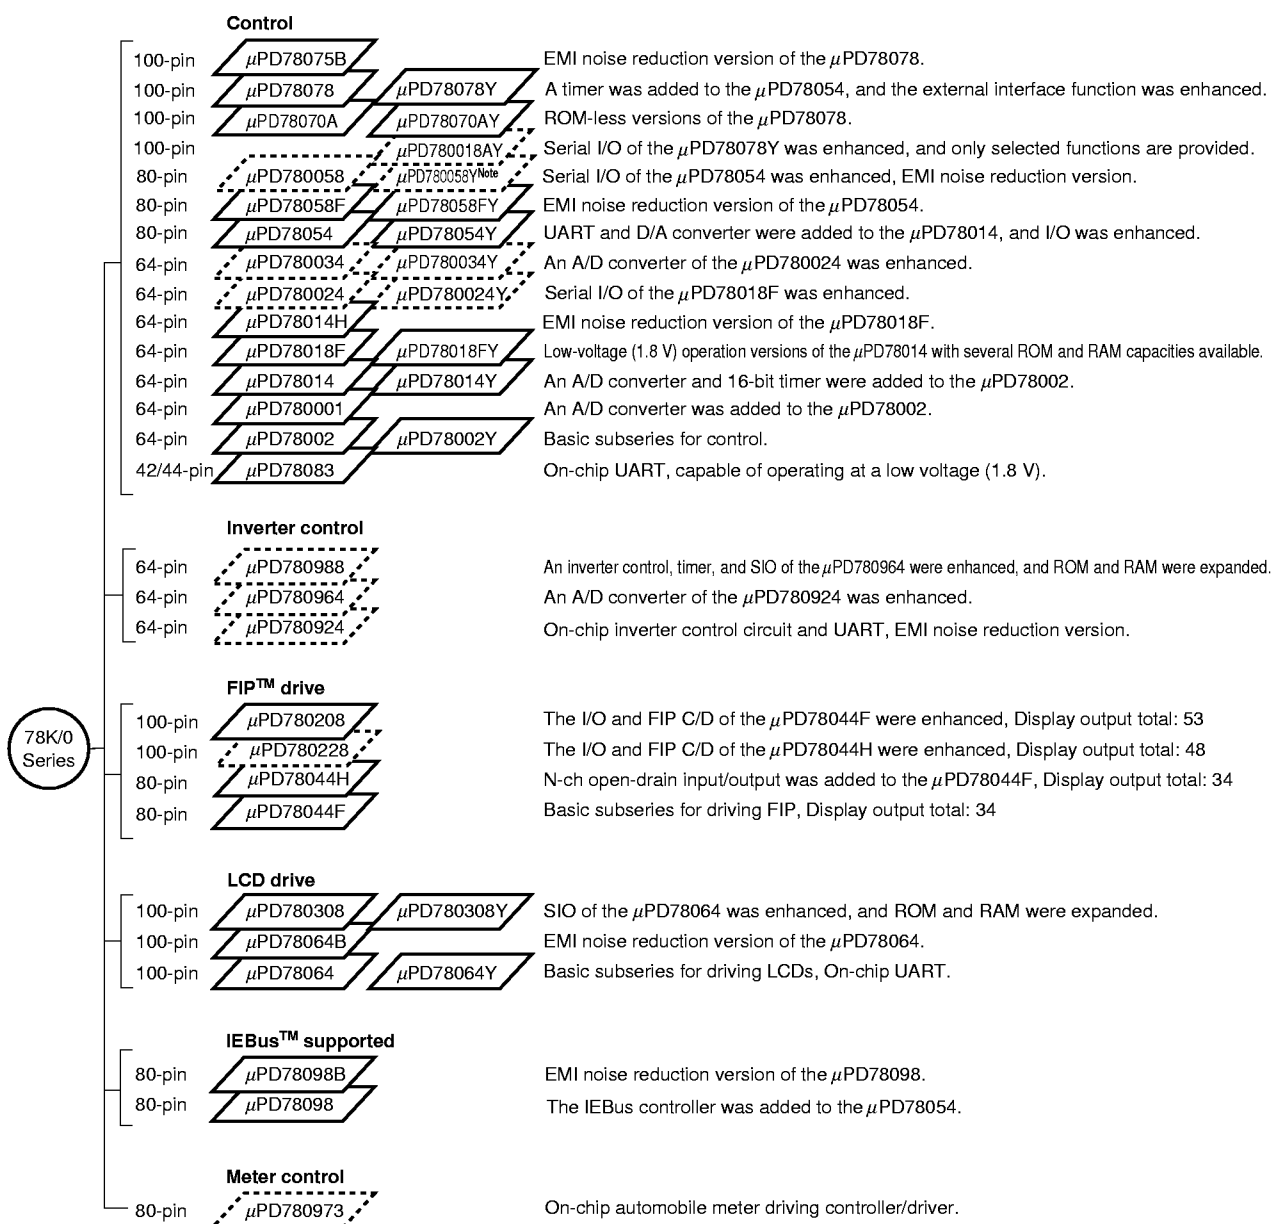 Control
100-pin μPD78075B EMI noise reduction version of the μPD78078.
100-pin μPD78078 μPD78078Y A timer was added to the μPD78054, and the external interface function was enhanced.
100-pin μPD78070A μPD78070AY ROM-less versions of the μPD78078.
100-pin μPD780018AY Serial I/O of the μPD78078Y was enhanced, and only selected functions are provided.
80-pin μPD780058 μPD780058YNote Serial I/O of the μPD78054 was enhanced, EMI noise reduction version.
80-pin μPD78058F μPD78058FY EMI noise reduction version of the μPD78054.
80-pin μPD78054 μPD78054Y UART and D/A converter were added to the μPD78014, and I/O was enhanced.
64-pin μPD780034 μPD780034Y An A/D converter of the μPD780024 was enhanced.
64-pin μPD780024 μPD780024Y Serial I/O of the μPD78018F was enhanced.
64-pin μPD78014H EMI noise reduction version of the μPD78018F.
64-pin μPD78018F μPD78018FY Low-voltage (1.8 V) operation versions of the μPD78014 with several ROM and RAM capacities available.
64-pin μPD78014 μPD78014Y An A/D converter and 16-bit timer were added to the μPD78002.
64-pin μPD780001 An A/D converter was added to the μPD78002.
64-pin μPD78002 μPD78002Y Basic subseries for control.
42/44-pin μPD78083 On-chip UART, capable of operating at a low voltage (1.8 V).
Inverter control
64-pin μPD780988 An inverter control, timer, and SIO of the μPD780964 were enhanced, and ROM and RAM were expanded.
64-pin μPD780964 An A/D converter of the μPD780924 was enhanced.
64-pin μPD780924 On-chip inverter control circuit and UART, EMI noise reduction version.
FIP™ drive
78K/0
Series
100-pin μPD780208 The I/O and FIP C/D of the μPD78044F were enhanced, Display output total: 53
100-pin μPD780228 The I/O and FIP C/D of the μPD78044H were enhanced, Display output total: 48
80-pin μPD78044H N-ch open-drain input/output was added to the μPD78044F, Display output total: 34
80-pin μPD78044F Basic subseries for driving FIP, Display output total: 34
LCD drive
100-pin μPD780308 μPD780308Y SIO of the μPD78064 was enhanced, and ROM and RAM were expanded.
100-pin μPD78064B EMI noise reduction version of the μPD78064.
100-pin μPD78064 μPD78064Y Basic subseries for driving LCDs, On-chip UART.
IEBus™ supported
80-pin μPD78098B EMI noise reduction version of the μPD78098.
80-pin μPD78098 The IEBus controller was added to the μPD78054.
Meter control
80-pin μPD780973 On-chip automobile meter driving controller/driver.